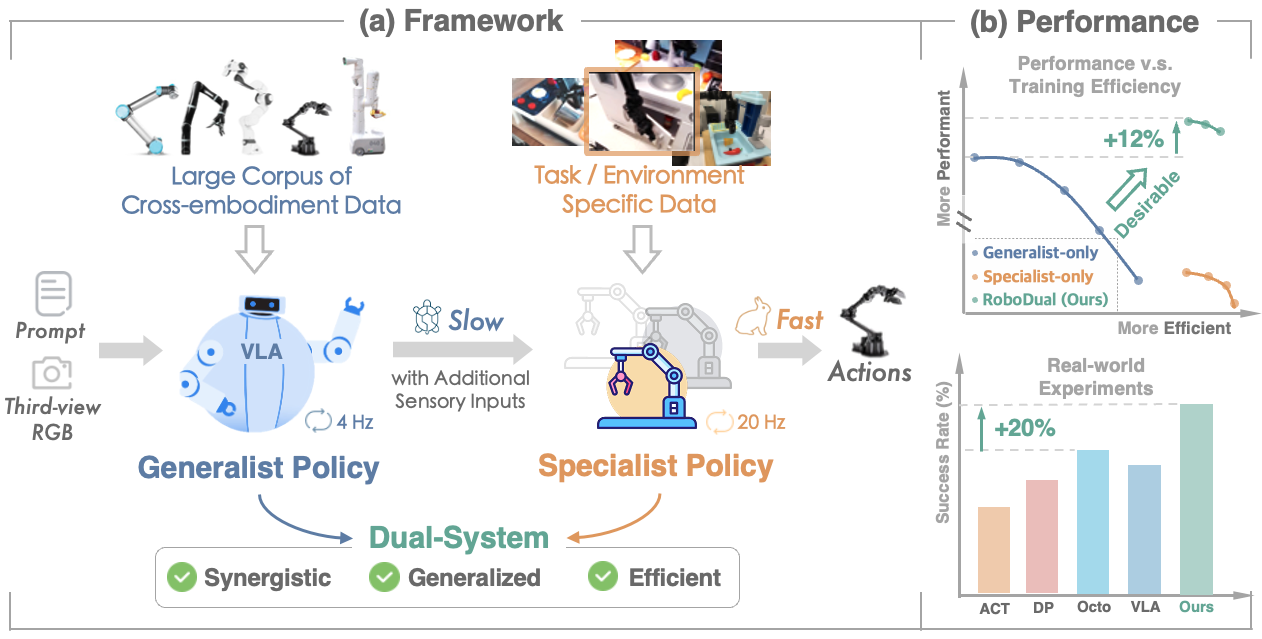 (a) Framework
Large Corpus of
Cross-embodiment Data
Task / Environment
Specific Data
Prompt
Third-view
RGB
VLA
4 Hz
Slow
with Additional
Sensory Inputs
20 Hz
Fast
Actions
Generalist Policy
Specialist Policy
Dual-System
Synergistic
Generalized
Efficient
(b) Performance
Performance v.s.
Training Efficiency
More Performant
+12%
Desirable
Generalist-only
Specialist-only
RoboDual (Ours)
More Efficient
Real-world
Experiments
Success Rate (%)
+20%
ACT DP Octo VLA Ours